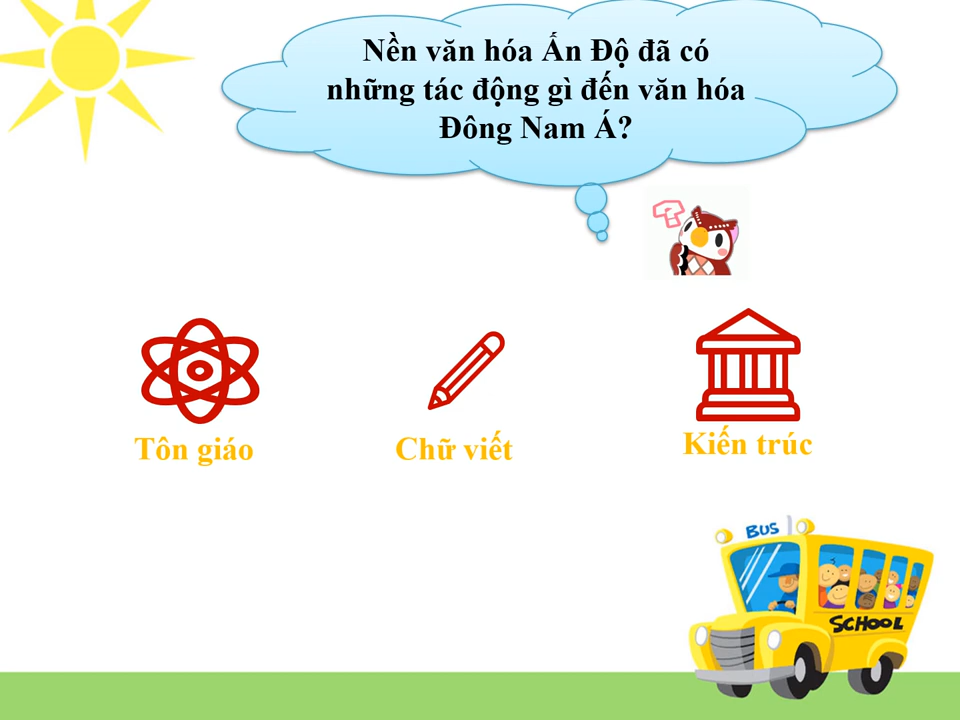 Nền văn hóa Ấn Độ đã có
những tác động gì đến văn hóa
Đông Nam Á?
Tôn giáo
Chữ viết
Kiến trúc
BUS
SCHOOL